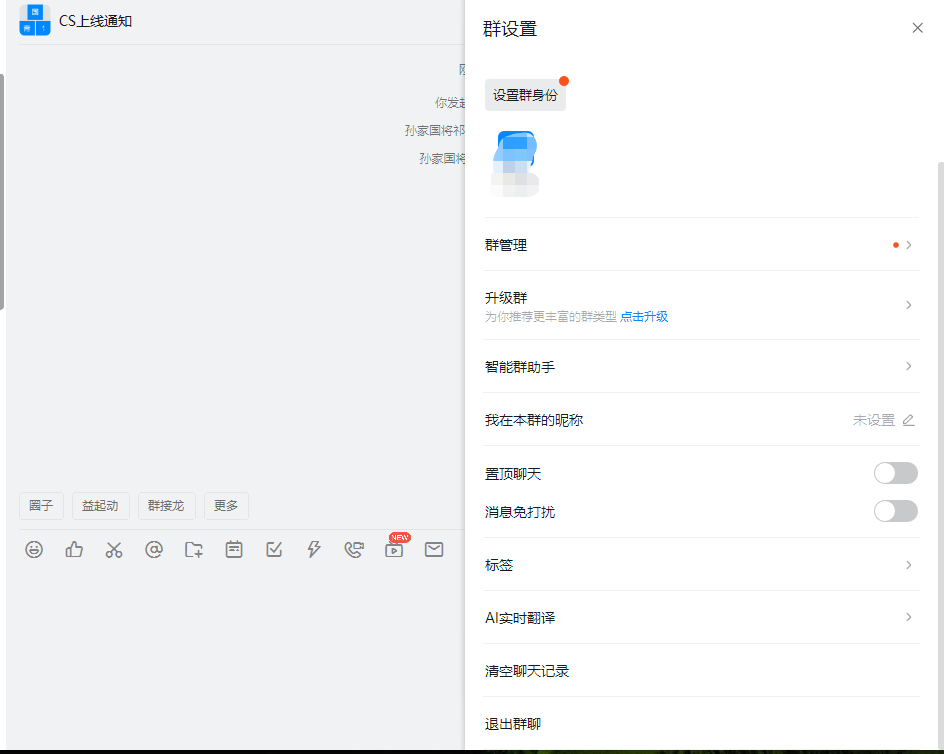 国
CS上线通知
你发起
孙家国将祁
孙家国将
圈子
益起动
群接龙
更多
NEW
群设置
设置群身份
群管理
升级群
为你推荐更丰富的群类型 点击升级
智能群助手
我在本群的昵称
未设置
置顶聊天
消息免打扰
标签
AI实时翻译
清空聊天记录
退出群聊